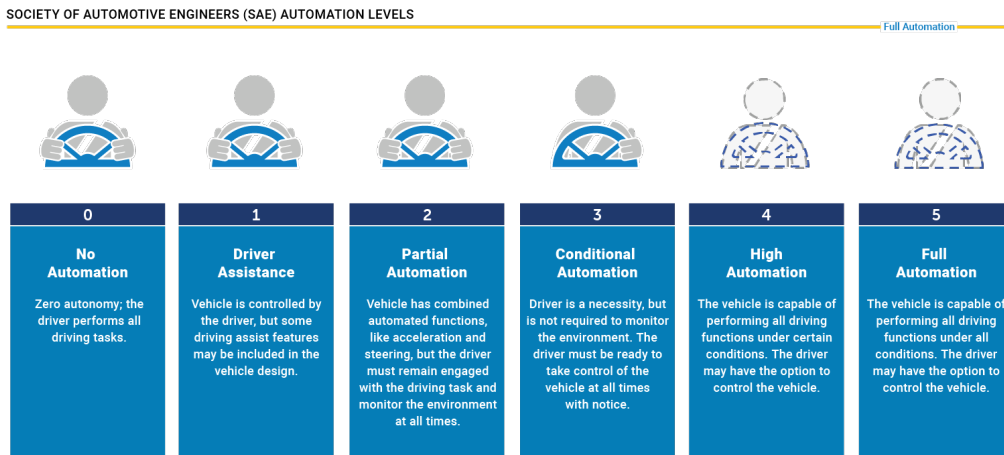 SOCIETY OF AUTOMOTIVE ENGINEERS (SAE) AUTOMATION LEVELS
Full Automation
0
No
Automation
Zero autonomy; the
driver performs all
driving tasks.
1
Driver
Assistance
Vehicle is controlled by
the driver, but some
driving assist features
may be included in the
vehicle design.
2
Partial
Automation
Vehicle has combined
automated functions,
like acceleration and
steering, but the driver
must remain engaged
with the driving task and
monitor the environment
at all times.
3
Conditional
Automation
Driver is a necessity, but
is not required to monitor
the environment. The
driver must be ready to
take control of the
vehicle at all times
with notice.
4
High
Automation
The vehicle is capable of
performing all driving
functions under certain
conditions. The driver
may have the option to
control the vehicle.
5
Full
Automation
The vehicle is capable of
performing all driving
functions under all
conditions. The driver
may have the option to
control the vehicle.